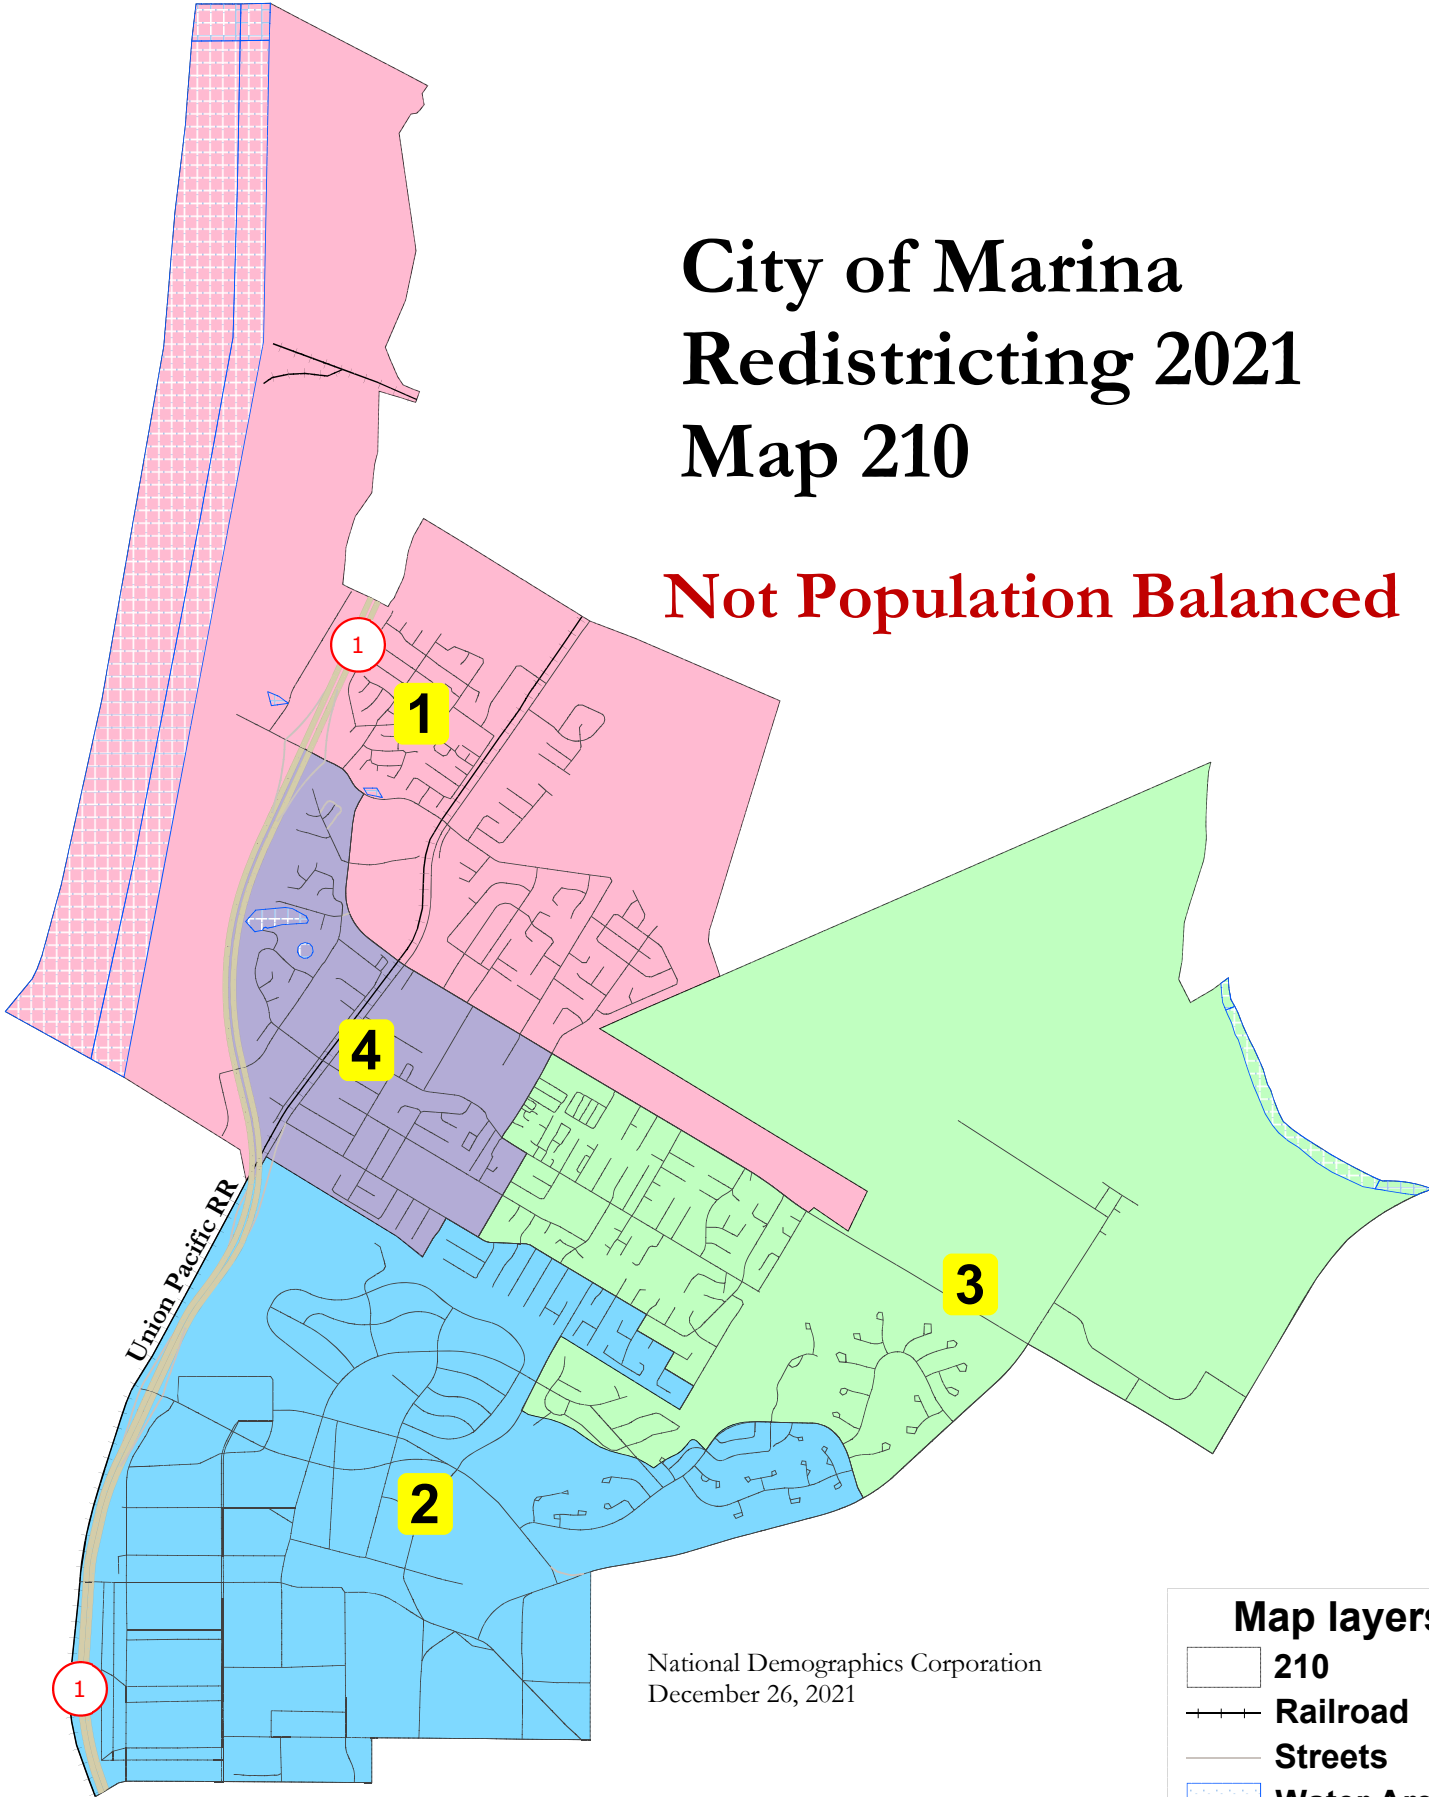 City of Marina
Redistricting 2021
Map 210
Not Population Balanced
1
1
4
Union Pacific RR
3
2
1
National Demographics Corporation
December 26, 2021
Map layers
210
Railroad
Streets
Water